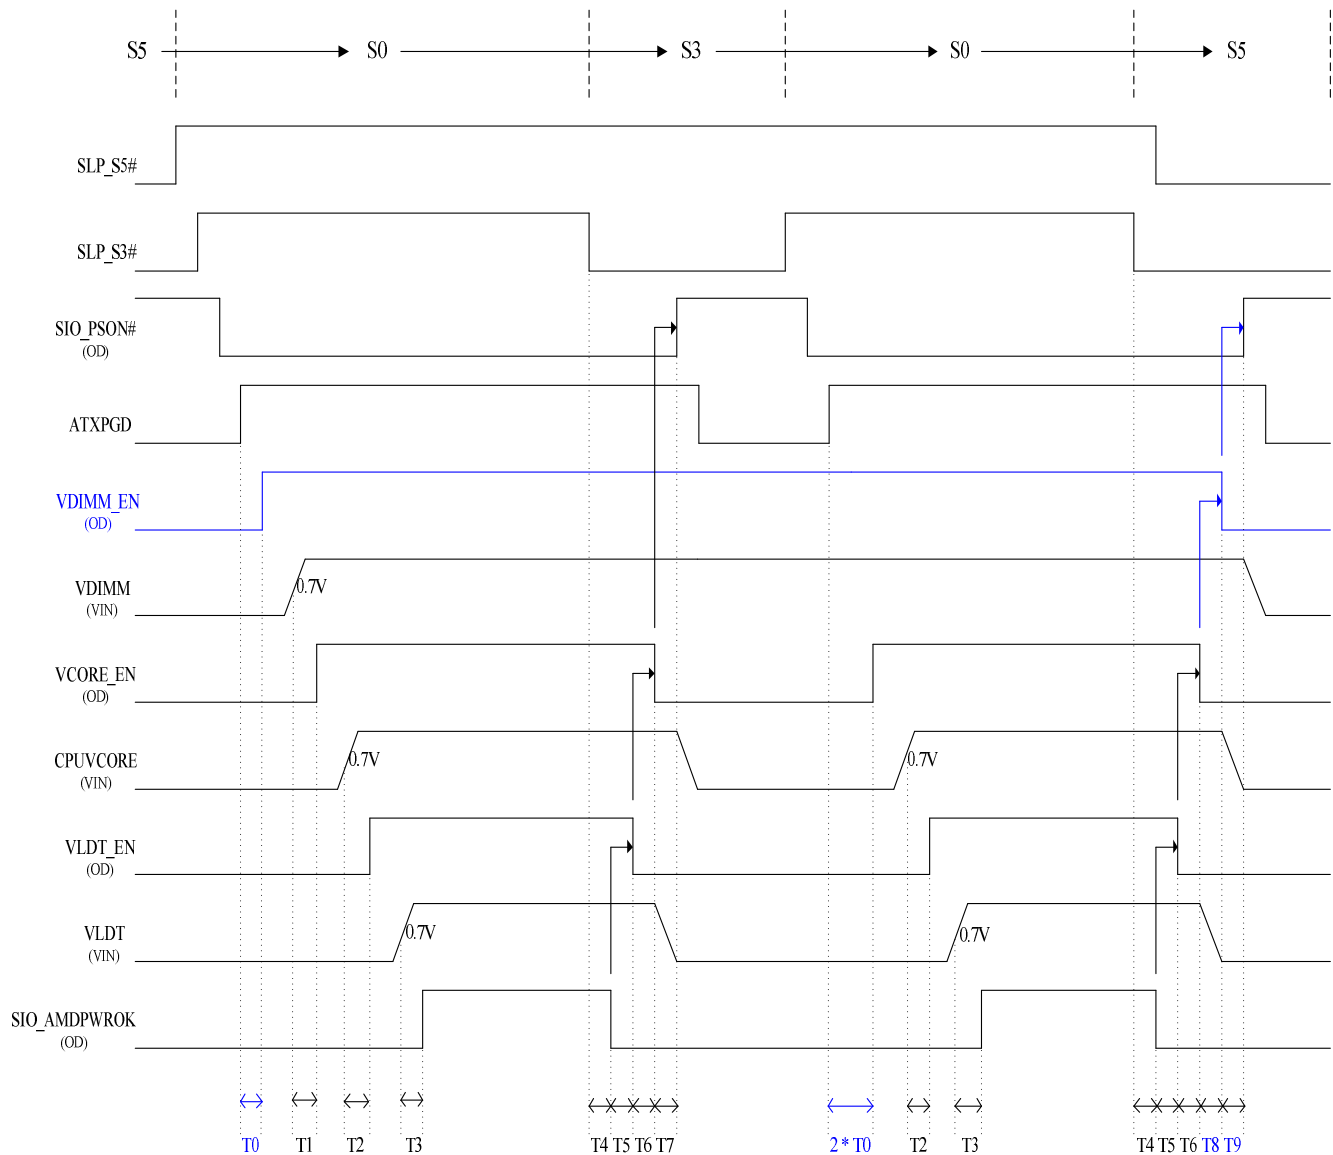 S5 S0 S3 S0 S5
SLP_S5#
SLP_S3#
SIO_PSON#
(OD)
ATXPGD
VDIMM_EN
(OD)
VDIMM
(VIN)
0.7V
VCORE_EN
(OD)
CPUVCORE
(VIN)
0.7V 0.7V
VLDT_EN
(OD)
VLDT
(VIN)
0.7V 0.7V
SIO_AMDPWROK
(OD)
T0 T1 T2 T3 T4 T5 T6 T7 2 * T0 T2 T3 T4 T5 T6 T8 T9